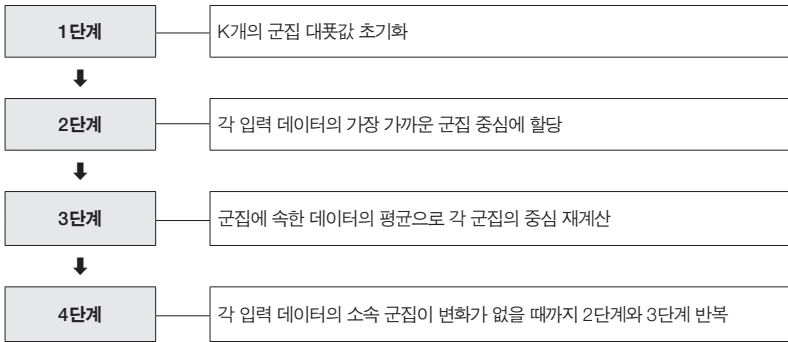 1단계
K개의 군집 대푯값 초기화
2단계
각 입력 데이터의 가장 가까운 군집 중심에 할당
3단계
군집에 속한 데이터의 평균으로 각 군집의 중심 재계산
4단계
각 입력 데이터의 소속 군집이 변화가 없을 때까지 2단계와 3단계 반복